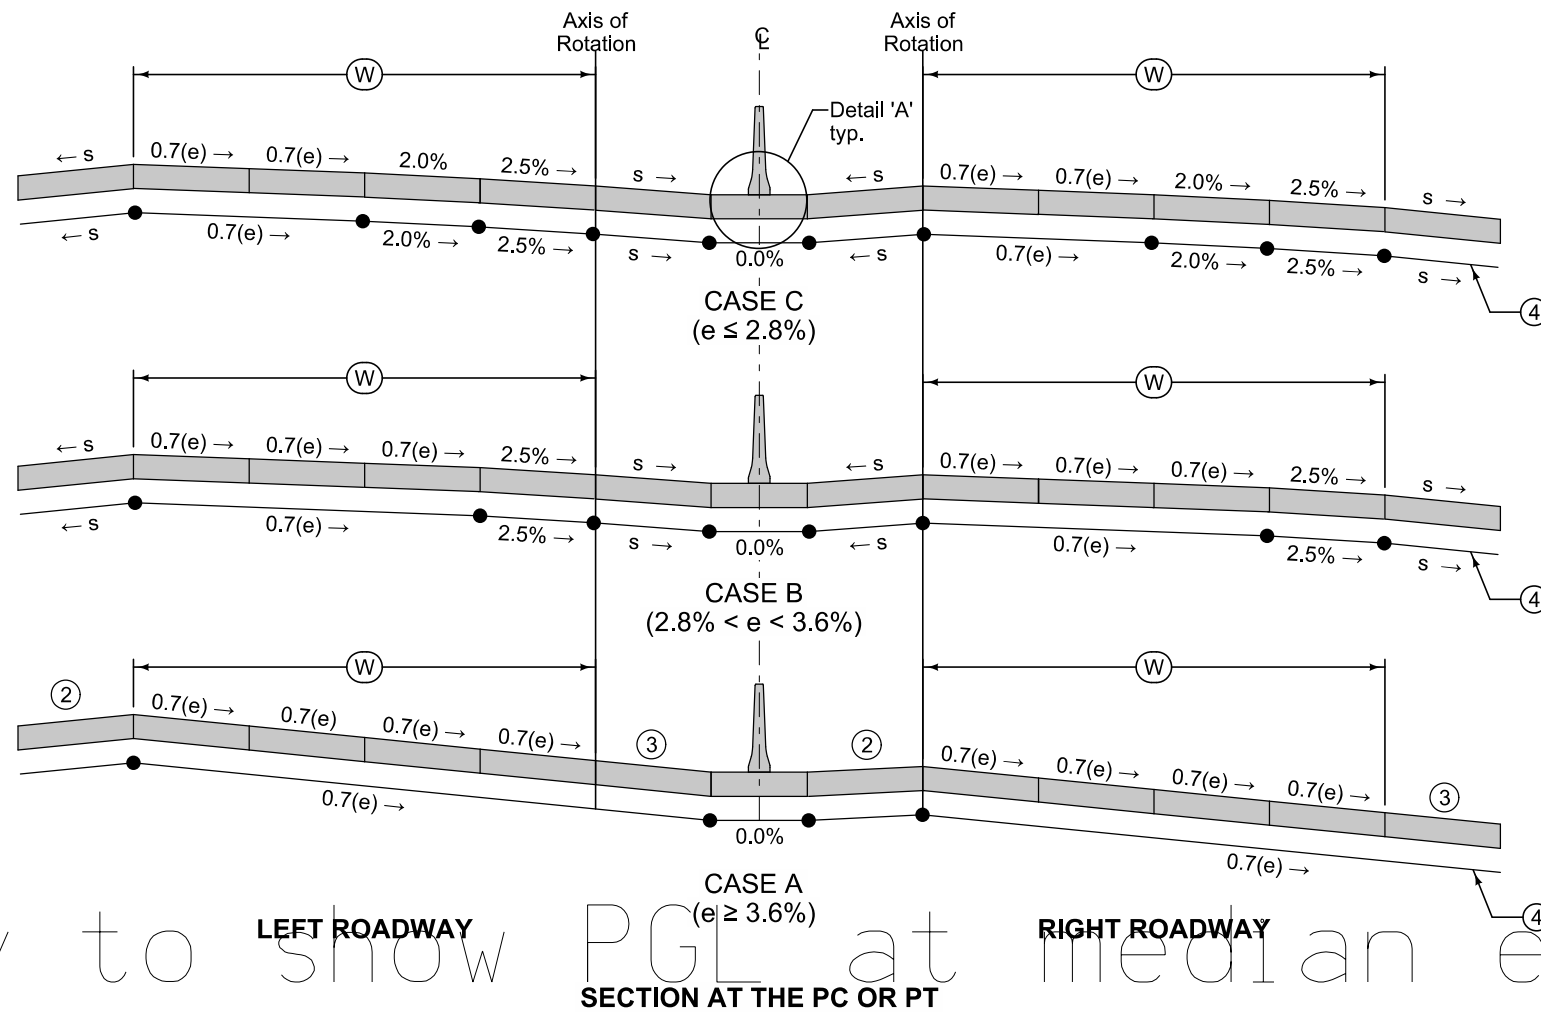 Axis of Rotation
℄
Axis of Rotation
W
W
Detail 'A' typ.
← s
0.7(e) →
0.7(e) →
2.0%
2.5% →
s →
← s
0.7(e) →
0.7(e) →
2.0% →
2.5% →
s →
← s
0.7(e) →
2.0% →
2.5% →
s →
0.0%
← s
0.7(e) →
2.0% →
2.5% →
s →
CASE C
(e ≤ 2.8%)
4
W
W
← s
0.7(e) →
0.7(e) →
0.7(e) →
2.5% →
s →
← s
0.7(e) →
0.7(e) →
0.7(e) →
2.5% →
s →
← s
0.7(e) →
2.5% →
s →
0.0%
← s
0.7(e) →
2.5% →
s →
CASE B
(2.8% < e < 3.6%)
4
W
W
2
0.7(e) →
0.7(e)
0.7(e) →
0.7(e) →
3
2
0.7(e) →
0.7(e) →
0.7(e) →
0.7(e) →
3
0.7(e) →
0.0%
0.7(e) →
CASE A
(e ≥ 3.6%)
4
LEFT ROADWAY
RIGHT ROADWAY
to show PGL at median
SECTION AT THE PC OR PT